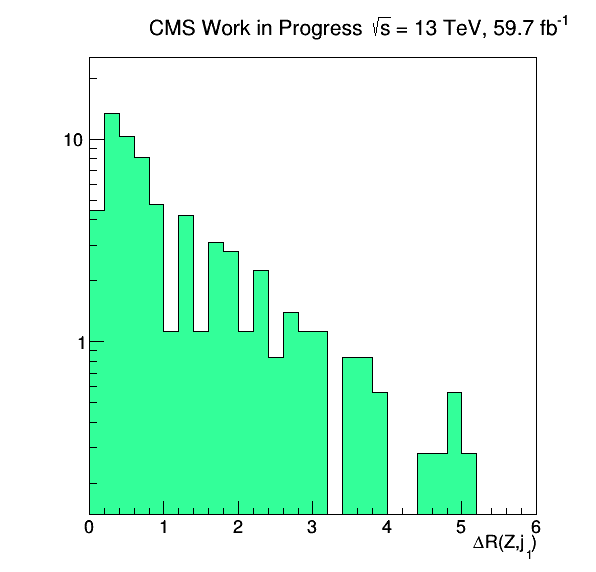 CMS Work in Progress √s = 13 TeV, 59.7 fb⁻¹
10
1
0 1 2 3 4 5 6
ΔR(Z,j₁)